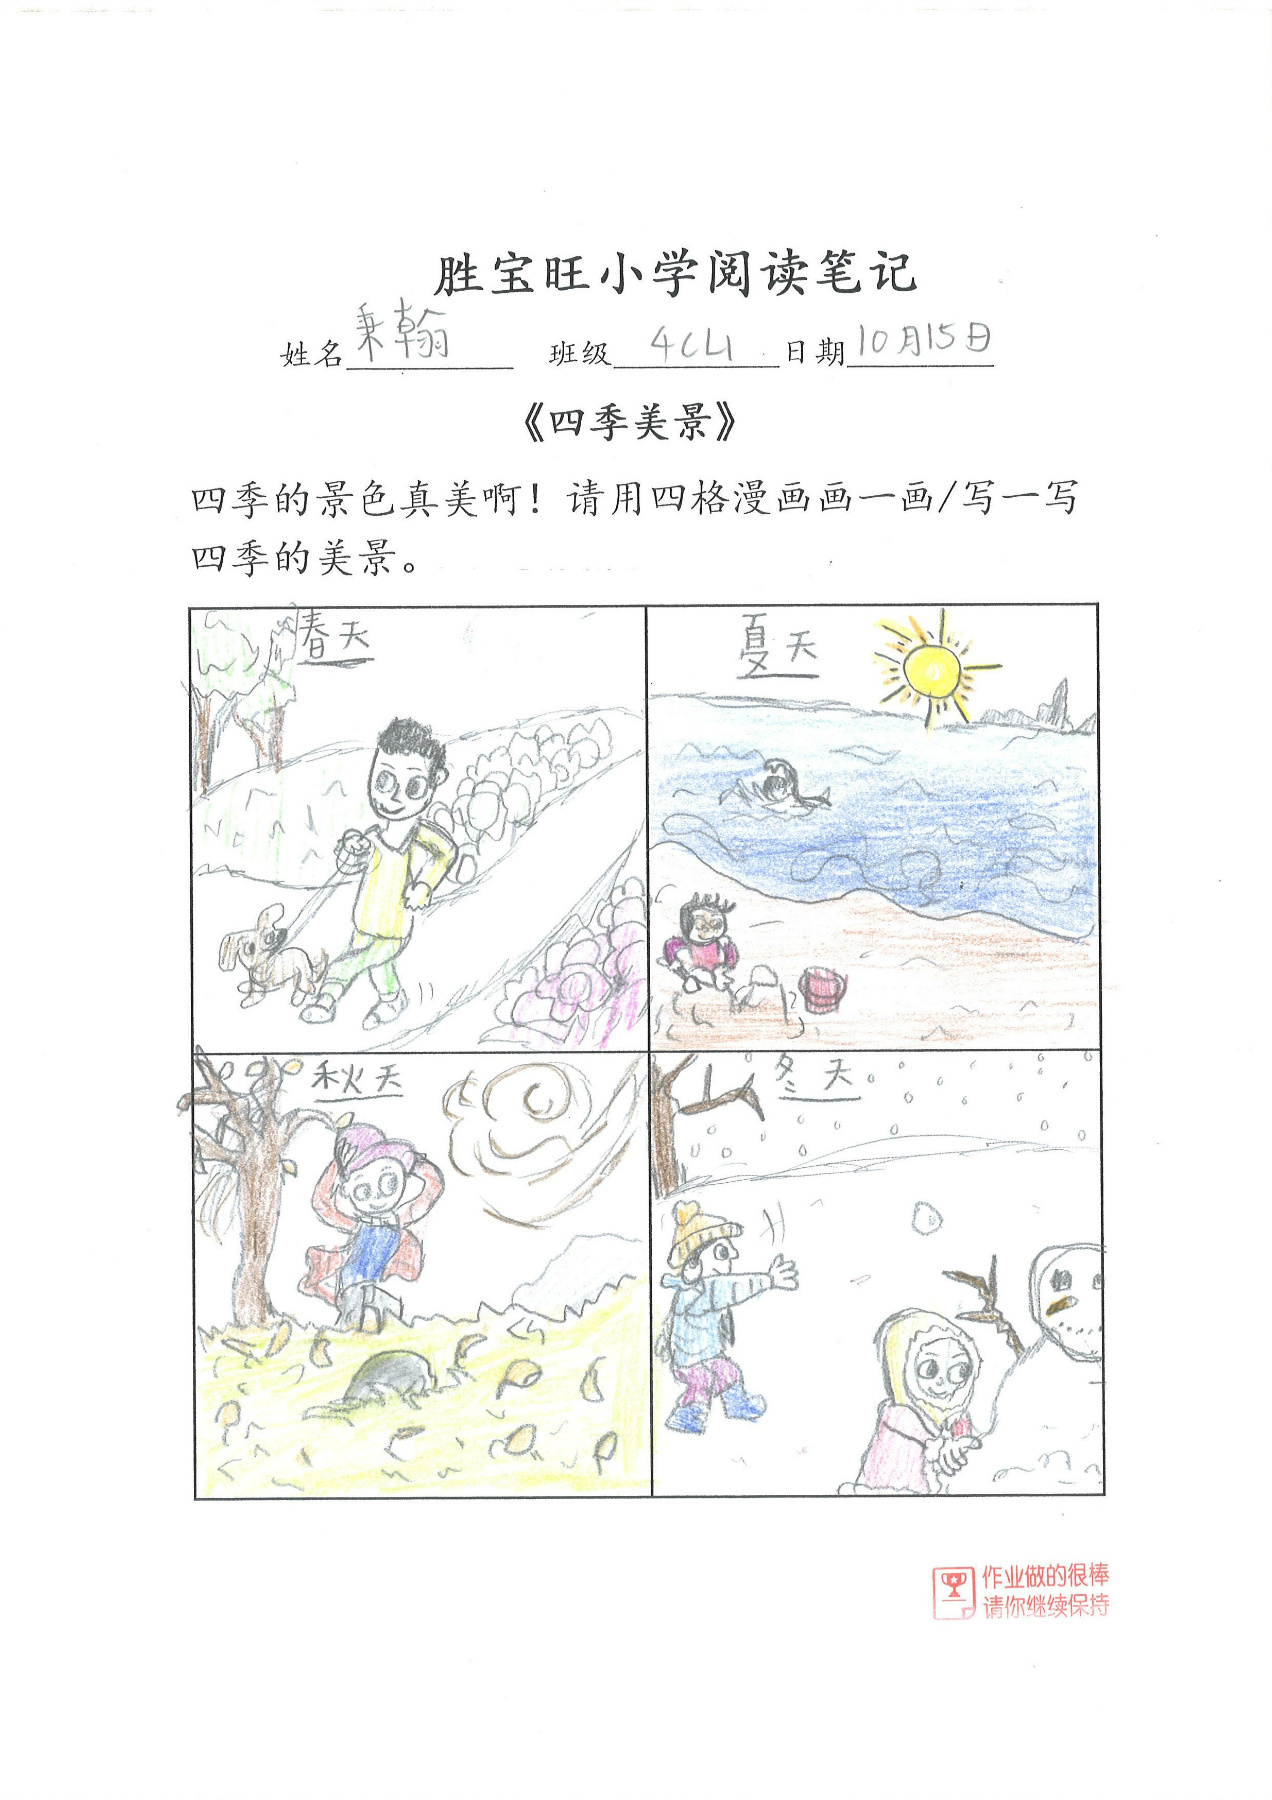 胜宝旺小学阅读笔记
姓名 秉翰 班级 4CL1 日期 10月15日
《四季美景》
四季的景色真美啊！请用四格漫画画一画/写一写
四季的美景。
春天
夏天
秋天
冬天
作业做的很棒
请你继续保持